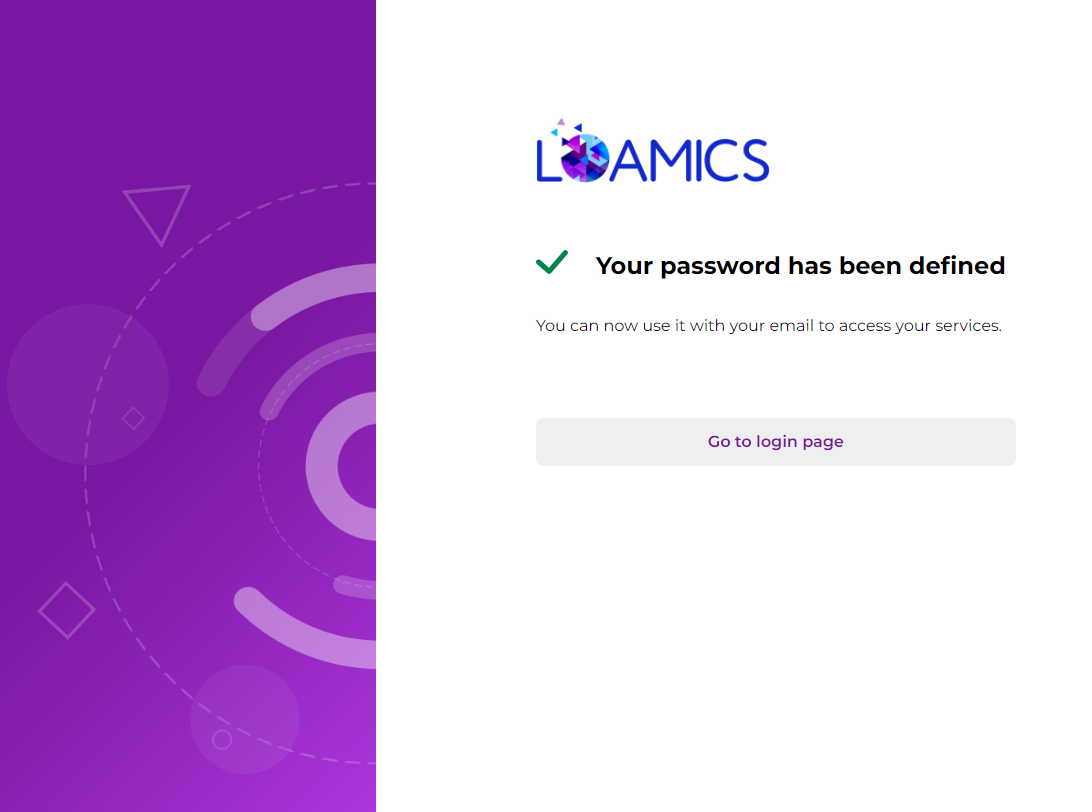 LOAMICS
Your password has been defined
You can now use it with your email to access your services.
Go to login page